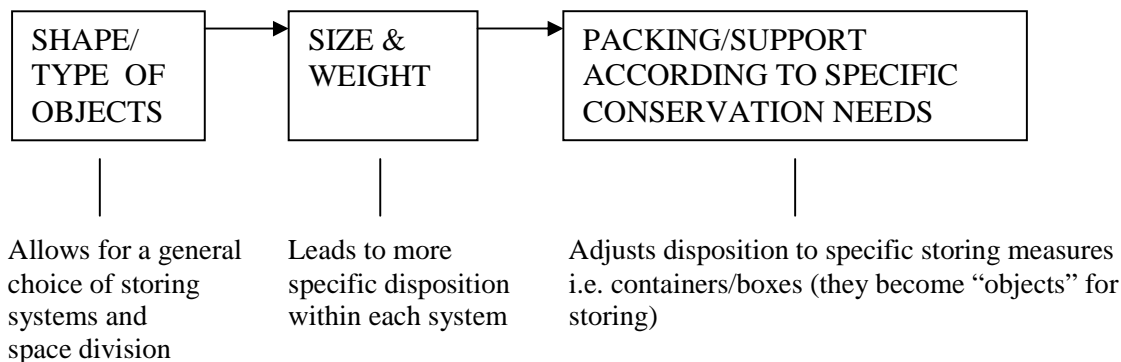 SHAPE/
TYPE OF
OBJECTS
SIZE &
WEIGHT
PACKING/SUPPORT
ACCORDING TO SPECIFIC
CONSERVATION NEEDS
Allows for a general
choice of storing
systems and
space division
Leads to more
specific disposition
within each system
Adjusts disposition to specific storing measures
i.e. containers/boxes (they become “objects” for
storing)